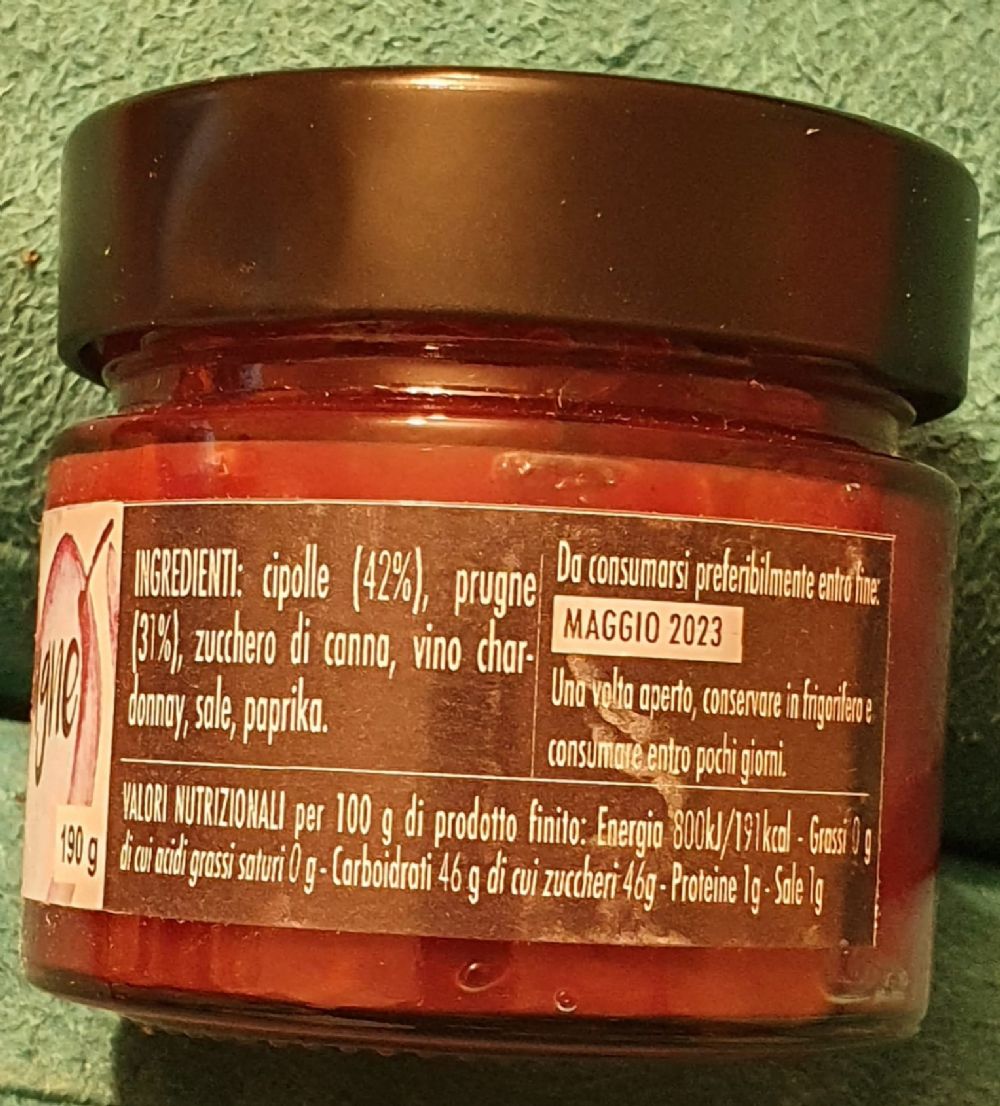 INGREDIENTI: cipolle (42%), prugne
(31%), zucchero di canna, vino char-
donnay, sale, paprika.
Da consumarsi preferibilmente entro fine:
MAGGIO 2023
Una volta aperto, conservare in frigorifero e
consumare entro pochi giorni.
VALORI NUTRIZIONALI per 100 g di prodotto finito: Energia 800kJ/191kcal - Grassi 0 g
di cui acidi grassi saturi 0 g - Carboidrati 46 g di cui zuccheri 46g - Proteine 1g - Sale 1g
190 g